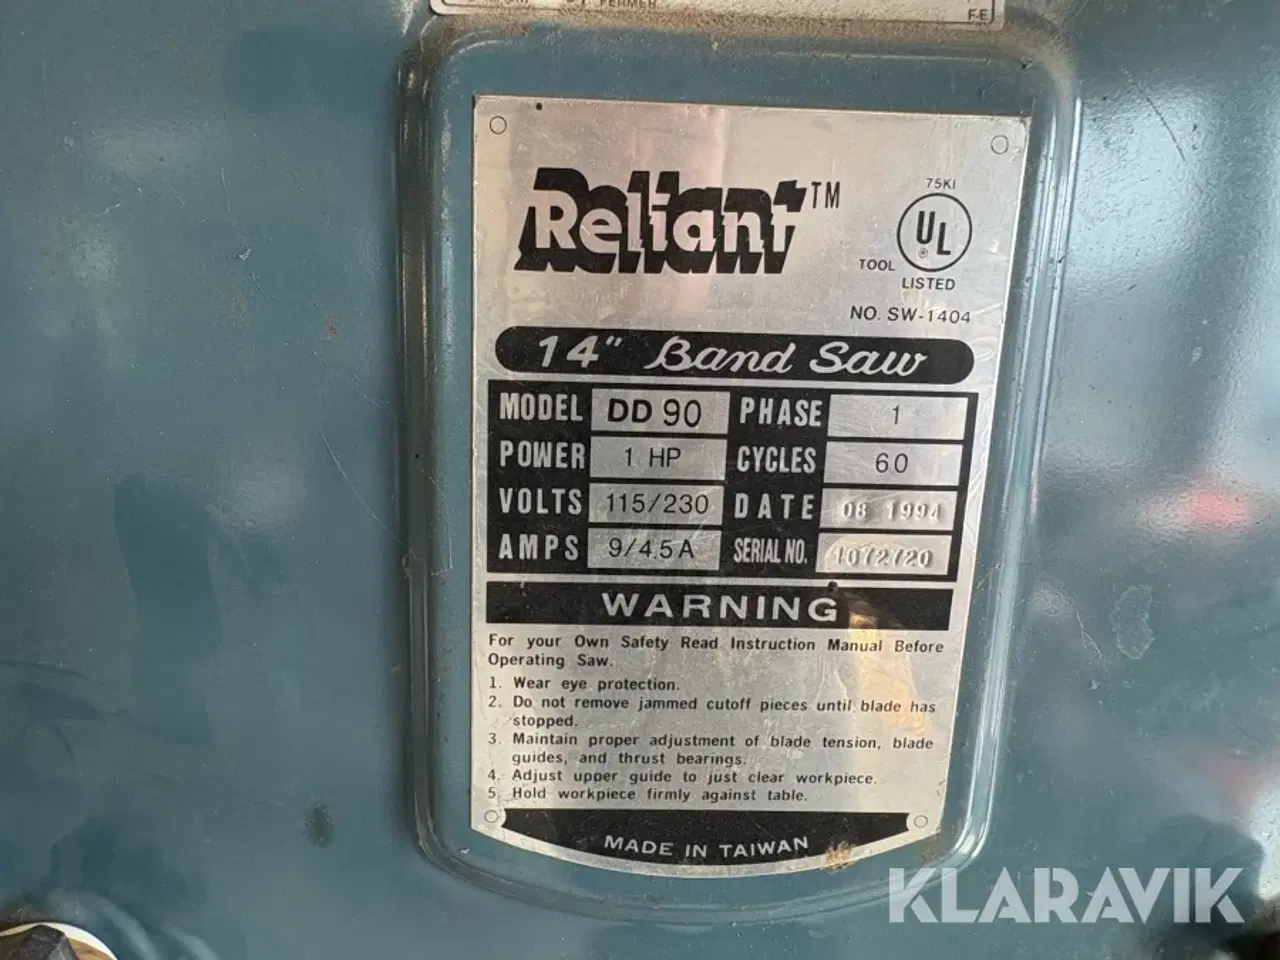 FERMER
F-E
Reliant™
75KI
UL
®
TOOL
LISTED
NO. SW-1404
14" Band Saw
MODEL DD 90 PHASE 1
POWER 1 HP CYCLES 60
VOLTS 115/230 DATE 08 1994
AMPS 9/4.5 A SERIAL NO. 1072720
WARNING
For your Own Safety Read Instruction Manual Before
Operating Saw.
1. Wear eye protection.
2. Do not remove jammed cutoff pieces until blade has
stopped.
3. Maintain proper adjustment of blade tension, blade
guides, and thrust bearings.
4. Adjust upper guide to just clear workpiece.
5. Hold workpiece firmly against table.
MADE IN TAIWAN
KLARAVIK